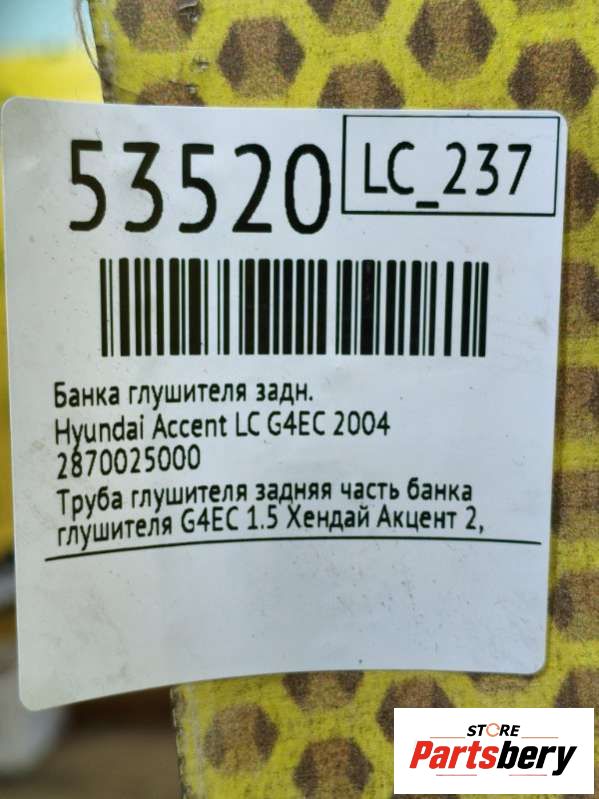 53520
LC_237
Банка глушителя задн.
Hyundai Accent LC G4EC 2004
2870025000
Труба глушителя задняя часть банка
глушителя G4EC 1.5 Хендай Акцент 2,
STORE
Partsbery